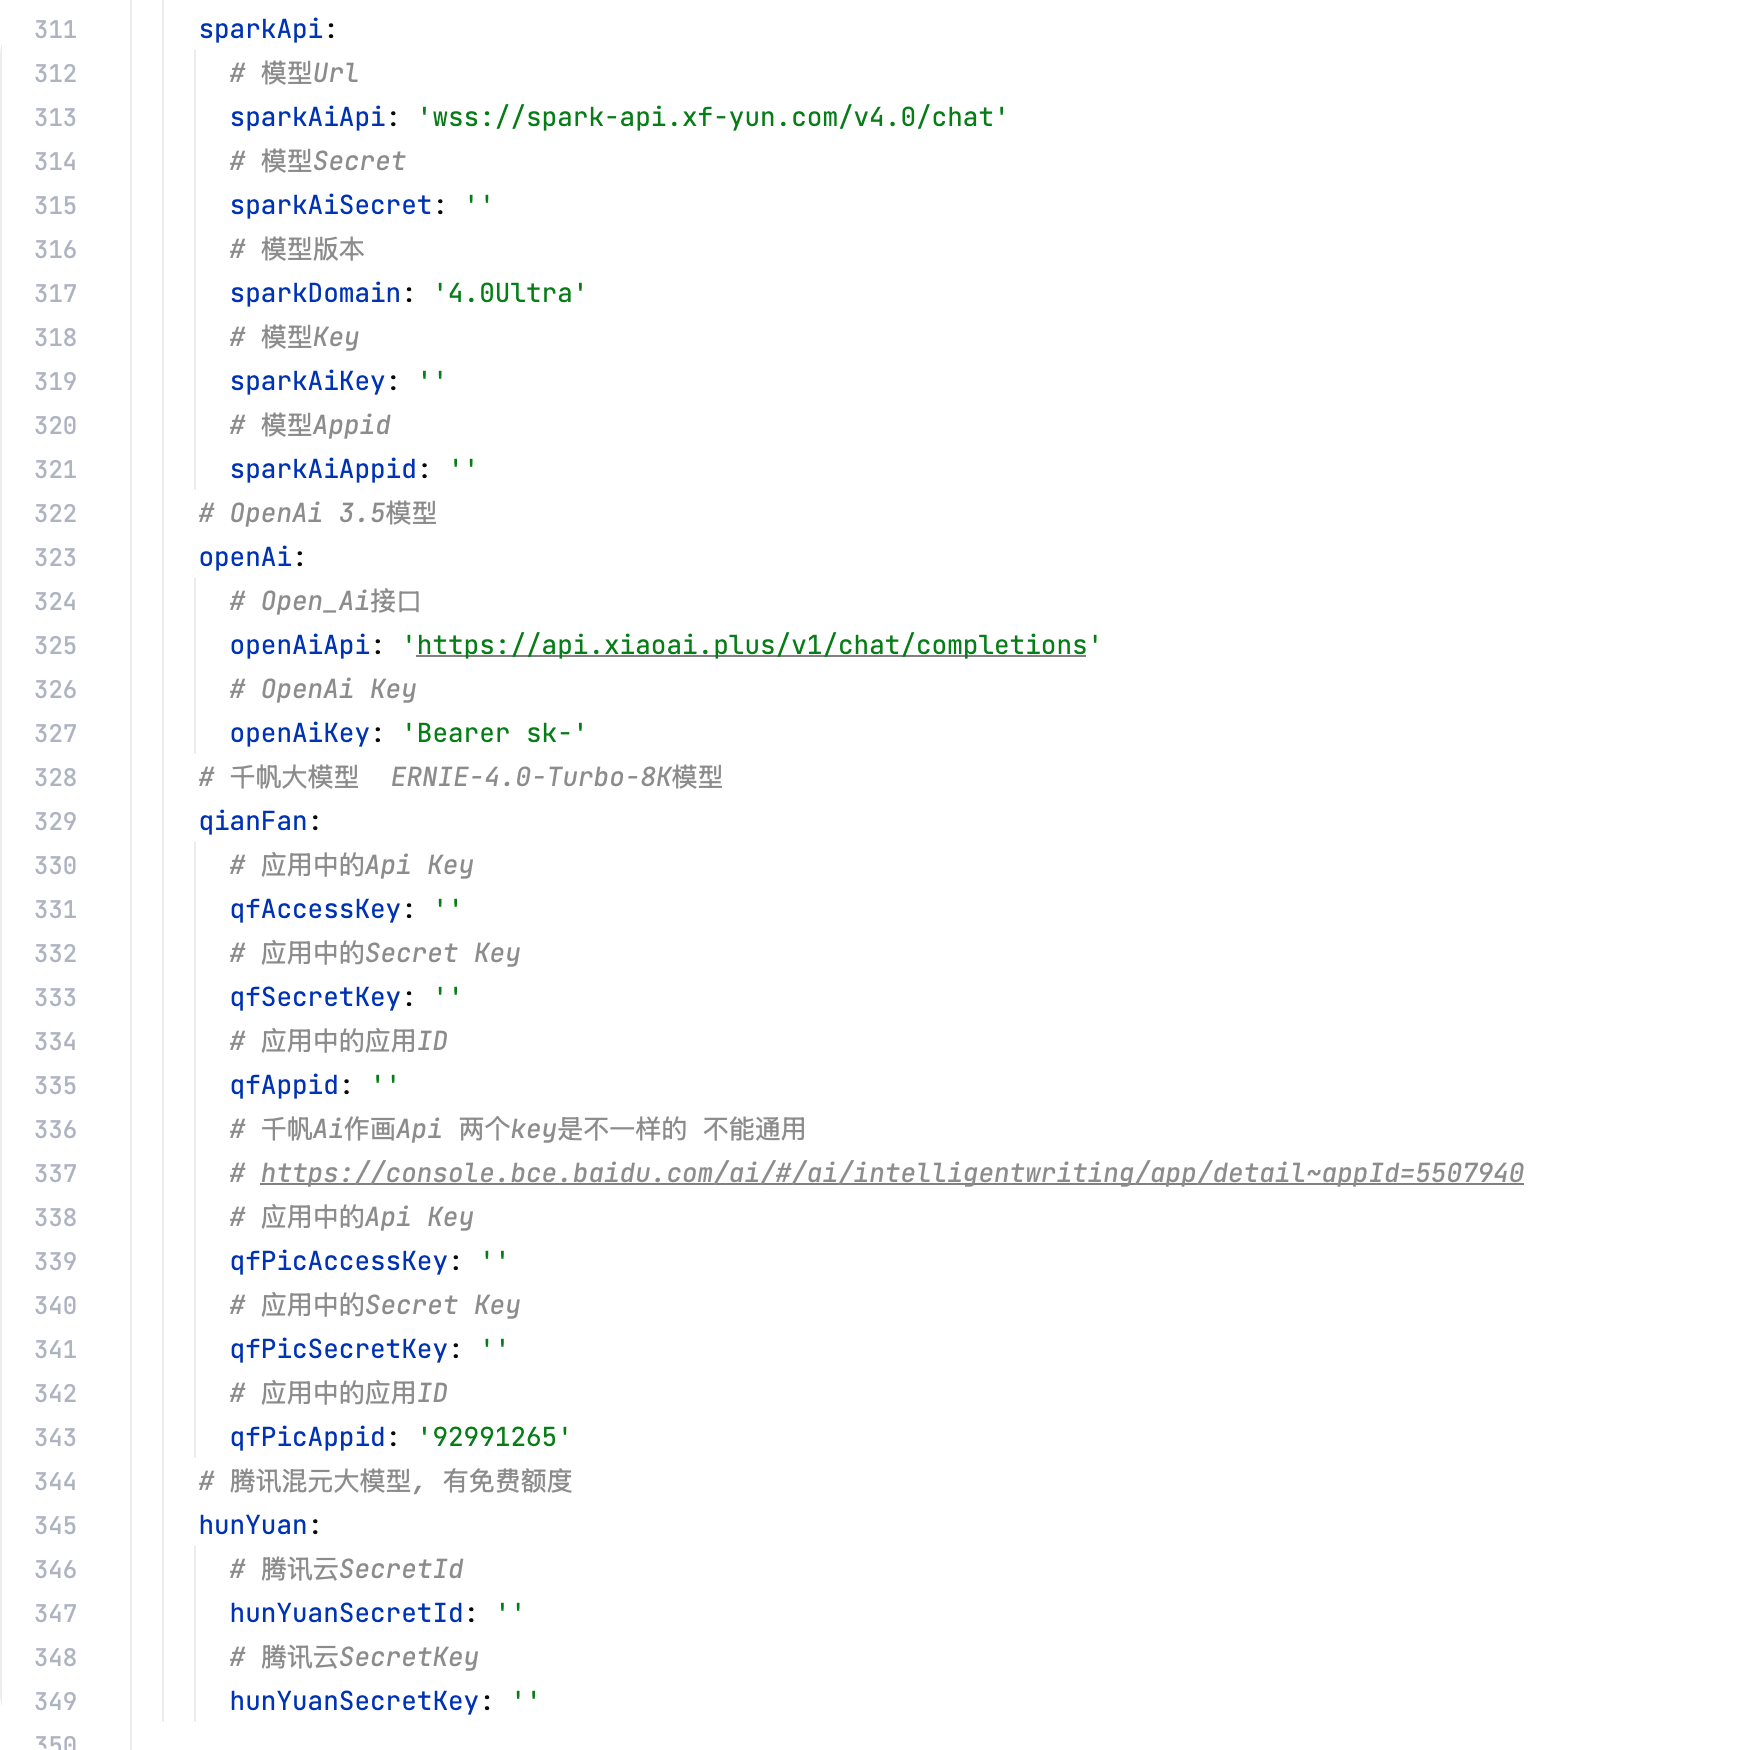 311 sparkApi:
312 # 模型Url
313 sparkAiApi: 'wss://spark-api.xf-yun.com/v4.0/chat'
314 # 模型Secret
315 sparkAiSecret: ''
316 # 模型版本
317 sparkDomain: '4.0Ultra'
318 # 模型Key
319 sparkAiKey: ''
320 # 模型Appid
321 sparkAiAppid: ''
322 # OpenAi 3.5模型
323 openAi:
324 # Open_Ai接口
325 openAiApi: 'https://api.xiaoai.plus/v1/chat/completions'
326 # OpenAi Key
327 openAiKey: 'Bearer sk-'
328 # 千帆大模型  ERNIE-4.0-Turbo-8K模型
329 qianFan:
330 # 应用中的Api Key
331 qfAccessKey: ''
332 # 应用中的Secret Key
333 qfSecretKey: ''
334 # 应用中的应用ID
335 qfAppid: ''
336 # 千帆Ai作画Api 两个key是不一样的 不能通用
337 # https://console.bce.baidu.com/ai/#/ai/intelligentwriting/app/detail~appId=5507940
338 # 应用中的Api Key
339 qfPicAccessKey: ''
340 # 应用中的Secret Key
341 qfPicSecretKey: ''
342 # 应用中的应用ID
343 qfPicAppid: '92991265'
344 # 腾讯混元大模型, 有免费额度
345 hunYuan:
346 # 腾讯云SecretId
347 hunYuanSecretId: ''
348 # 腾讯云SecretKey
349 hunYuanSecretKey: ''
350